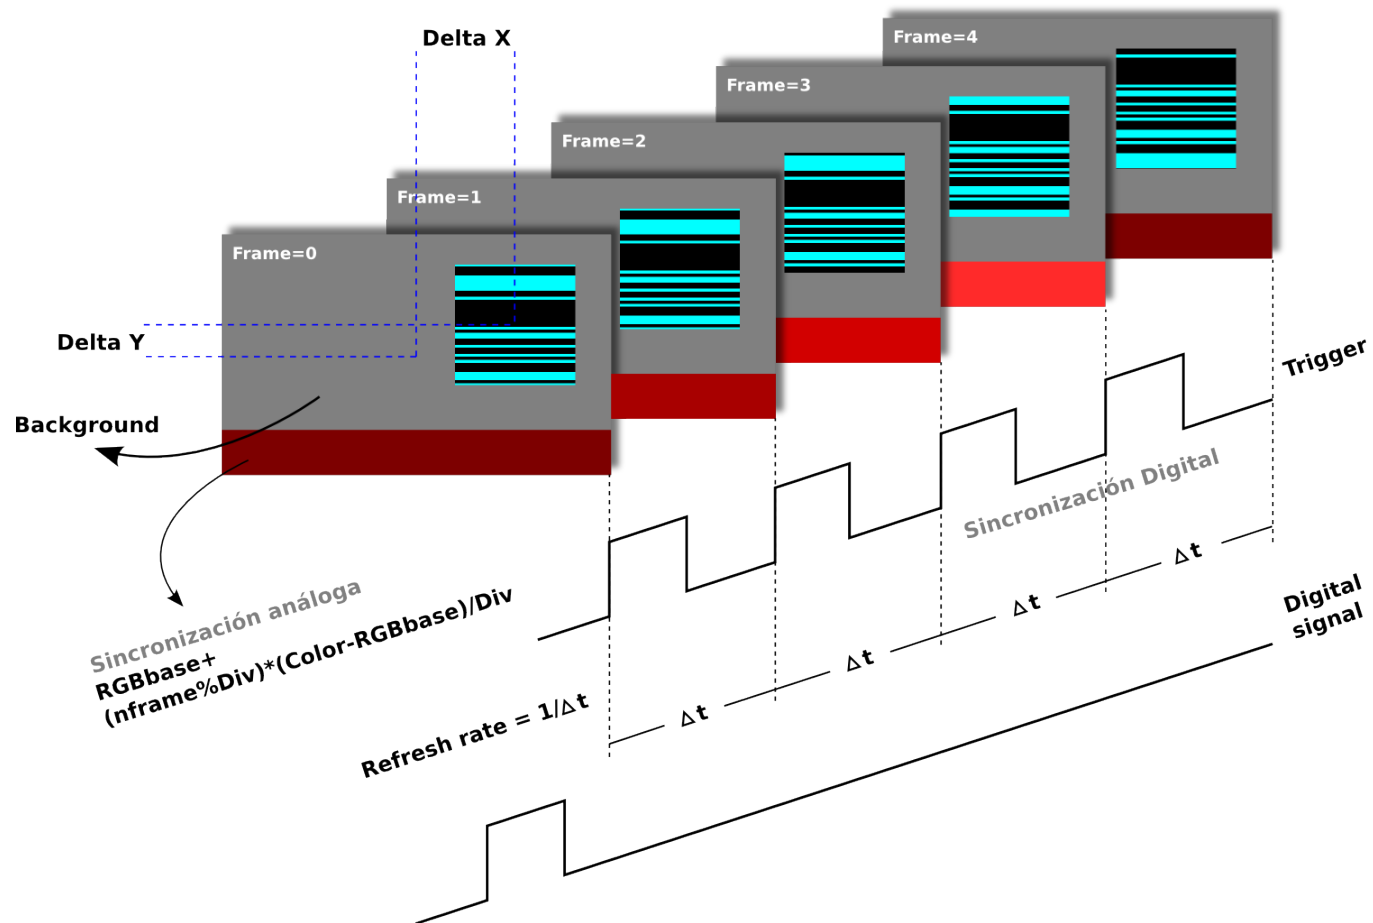 Delta X
Frame=4
Frame=3
Frame=2
Frame=1
Frame=0
Delta Y
Background
Trigger
Sincronización Digital
Δt
Δt
Δt
Δt
Digital
signal
Sincronización análoga
RGBbase+
(nframe%Div)*(Color-RGBbase)/Div
Refresh rate = 1/Δt